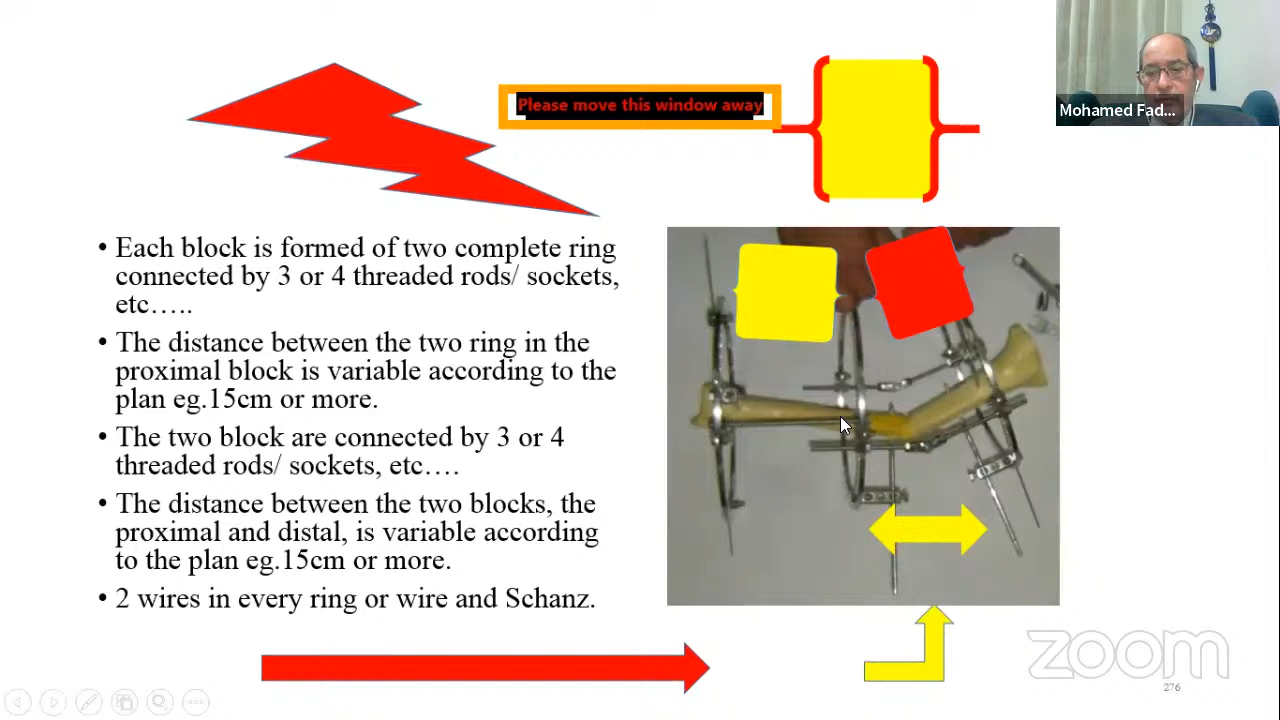 Please move this window away
Mohamed Fad...
• Each block is formed of two complete ring
connected by 3 or 4 threaded rods/ sockets,
etc…..
• The distance between the two ring in the
proximal block is variable according to the
plan eg.15cm or more.
• The two block are connected by 3 or 4
threaded rods/ sockets, etc….
• The distance between the two blocks, the
proximal and distal, is variable according
to the plan eg.15cm or more.
• 2 wires in every ring or wire and Schanz.
zoom
276